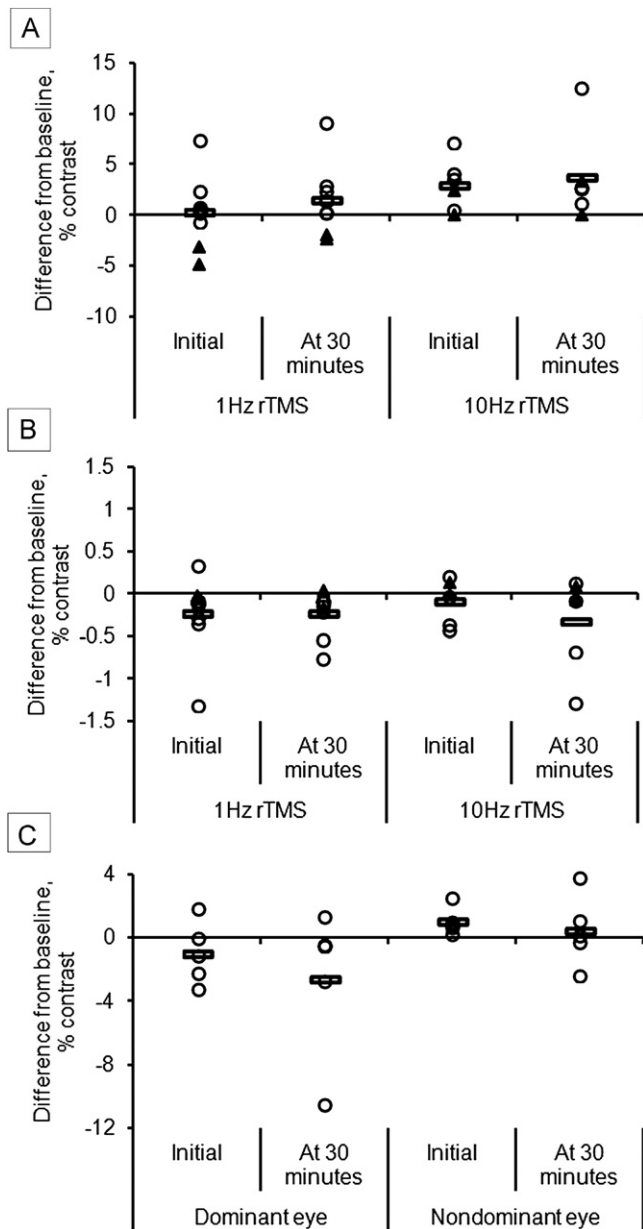 A
Difference from baseline,
% contrast
15
10
5
0
-5
-10
Initial
At 30
minutes
Initial
At 30
minutes
1Hz rTMS
10Hz rTMS
B
Difference from baseline,
% contrast
1.5
1
0.5
0
-0.5
-1
-1.5
Initial
At 30
minutes
Initial
At 30
minutes
1Hz rTMS
10Hz rTMS
C
Difference from baseline,
% contrast
4
0
-4
-8
-12
Initial
At 30
minutes
Initial
At 30
minutes
Dominant eye
Nondominant eye